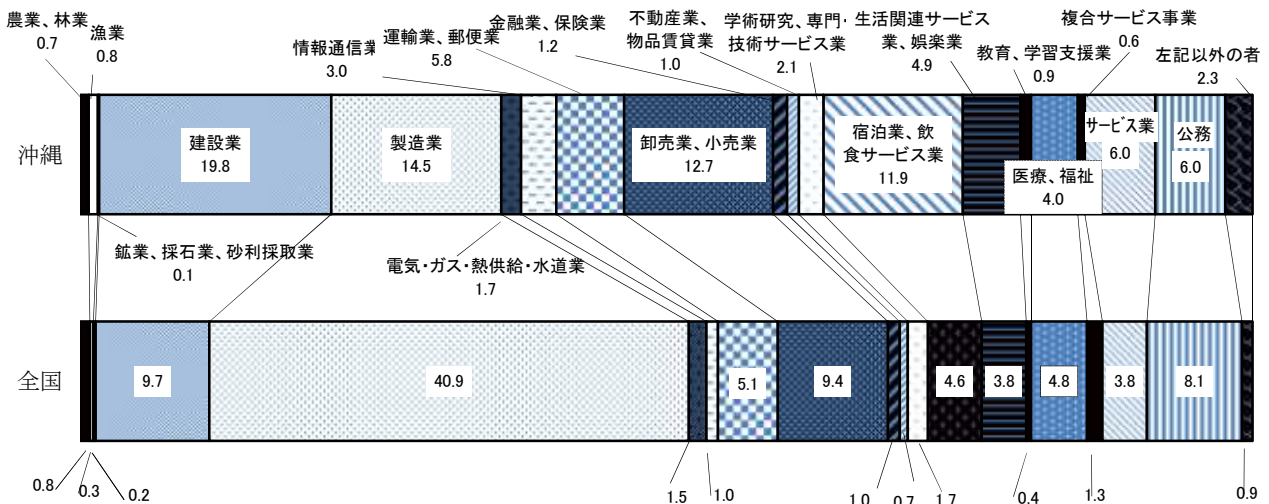 農業、林業
0.7
漁業
0.8
情報通信業
3.0
運輸業、郵便業
5.8
金融業、保険業
1.2
不動産業、
物品賃貸業
1.0
学術研究、専門・
技術サービス業
2.1
生活関連サービス
業、娯楽業
4.9
教育、学習支援業
0.9
複合サービス事業
0.6
左記以外の者
2.3
沖縄
建設業
19.8
製造業
14.5
卸売業、小売業
12.7
宿泊業、飲
食サービス業
11.9
医療、福祉
4.0
サービス業
6.0
公務
6.0
鉱業、採石業、砂利採取業
0.1
電気・ガス・熱供給・水道業
1.7
全国
9.7
40.9
5.1
9.4
4.6
3.8
4.8
3.8
8.1
0.8
0.3
0.2
1.5
1.0
1.0
0.7
1.7
0.4
1.3
0.9